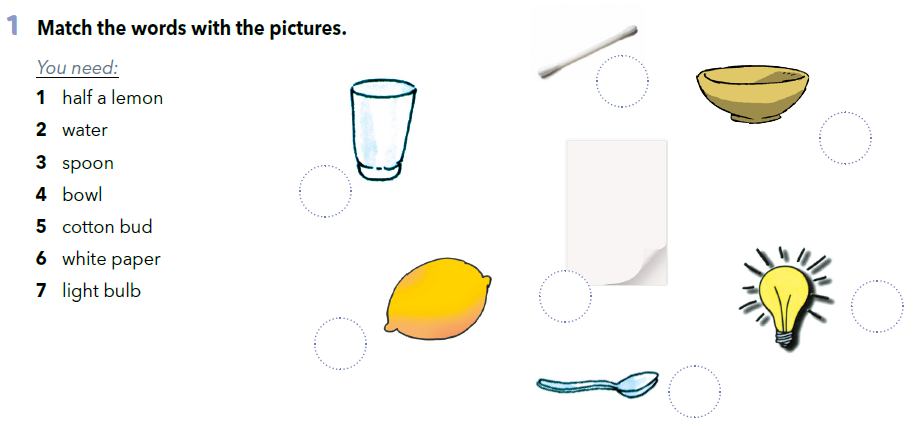 1 Match the words with the pictures.
You need:
1 half a lemon
2 water
3 spoon
4 bowl
5 cotton bud
6 white paper
7 light bulb